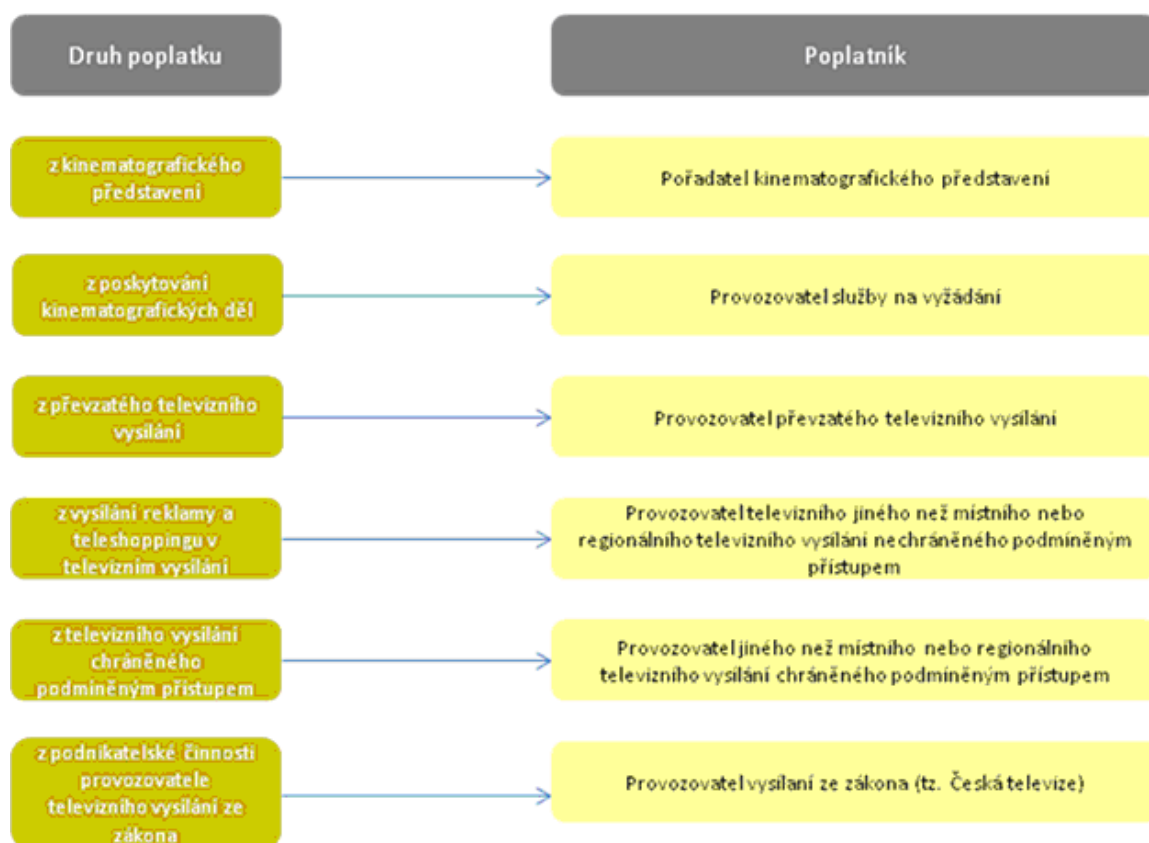 Druh poplatku
Poplatník
z kinematografického
představení
Pořadatel kinematografického představení
z poskytování
kinematografických děl
Provozovatel služby na vyžádání
z převzatého televizního
vysílání
Provozovatel převzatého televizního vysílání
z vysílání reklamy a
teleshoppingu v
televizním vysílání
Provozovatel televizního jiného než místního nebo
regionálního televizního vysílání nechráněného podmíněným
přístupem
z televizního vysílání
chráněného
podmíněným přístupem
Provozovatel jiného než místního nebo regionálního
televizního vysílání chráněného podmíněným přístupem
z podnikatelské činnosti
provozovatele
televizního vysílání ze
zákona
Provozovatel vysílaní ze zákona (tz. Česká televize)